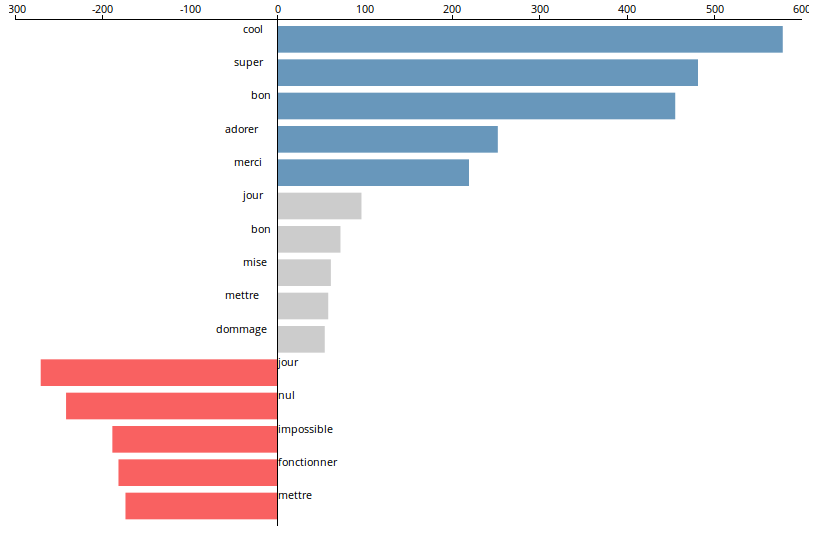 300 -200 -100 0 100 200 300 400 500 600
cool
super
bon
adorer
merci
jour
bon
mise
mettre
dommage
jour
nul
impossible
fonctionner
mettre